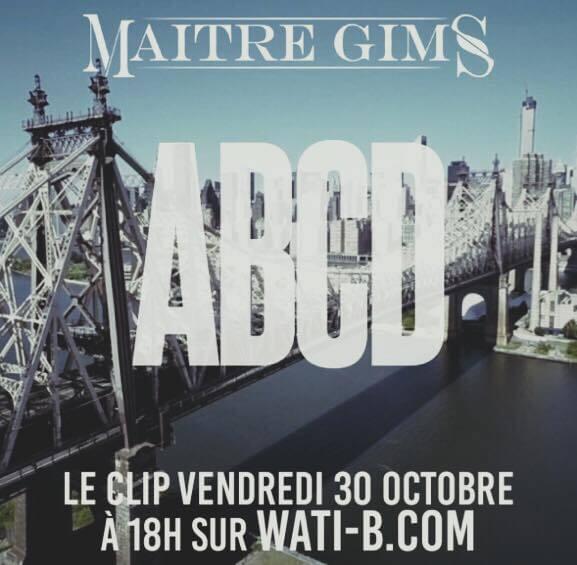 MAITRE GIMS
ABCD
LE CLIP VENDREDI 30 OCTOBRE
À 18H SUR WATI-B.COM